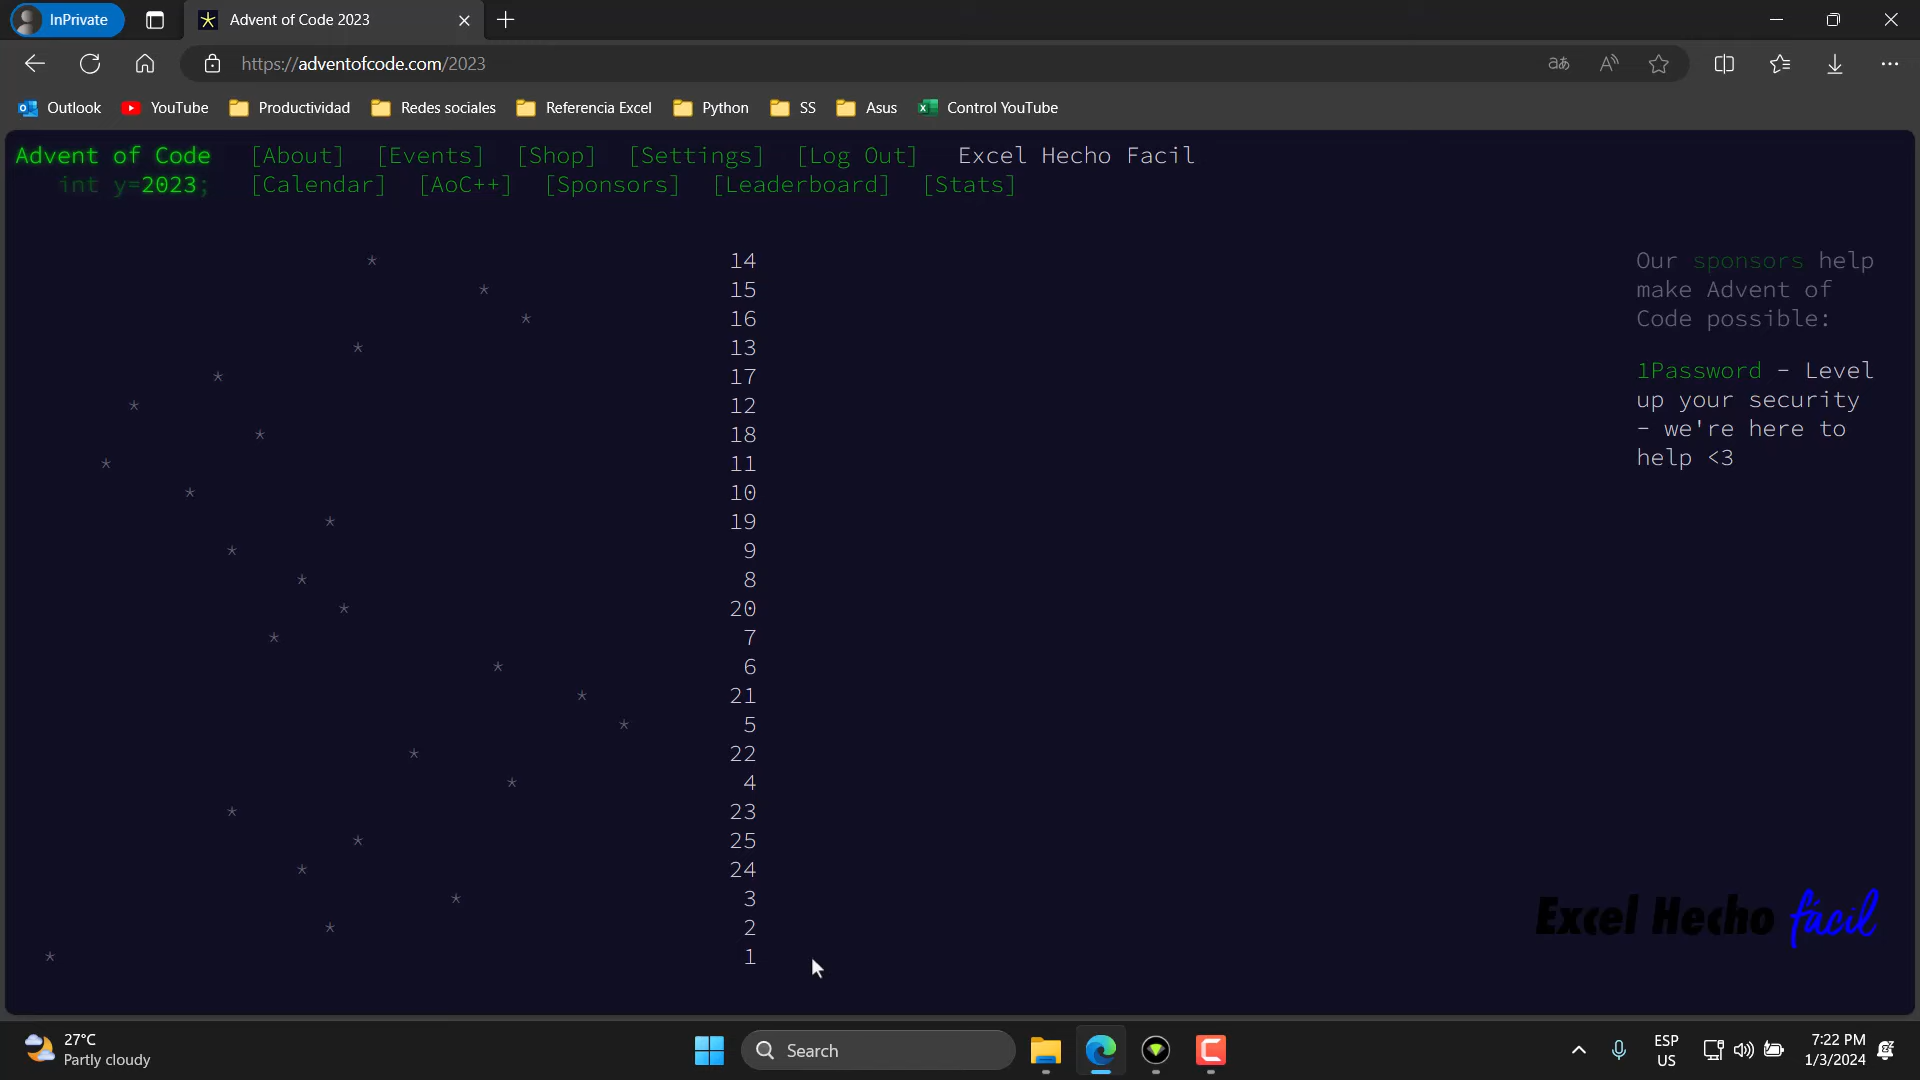 InPrivate
Advent of Code 2023
https://adventofcode.com/2023
Outlook YouTube Productividad Redes sociales Referencia Excel Python SS Asus Control YouTube
Advent of Code [About] [Events] [Shop] [Settings] [Log Out] Excel Hecho Facil
int y=2023; [Calendar] [AoC++] [Sponsors] [Leaderboard] [Stats]
* 14
* 15
* 16
* 13
* 17
* 12
* 18
* 11
* 10
* 19
* 9
* 8
* 20
* 7
* 6
* 21
* 5
* 22
* 4
* 23
* 25
* 24
* 3
* 2
* 1
Our sponsors help
make Advent of
Code possible:
1Password - Level
up your security
- we're here to
help <3
Excel Hecho fácil
27°C
Partly cloudy
Search
ESP
US
7:22 PM
1/3/2024